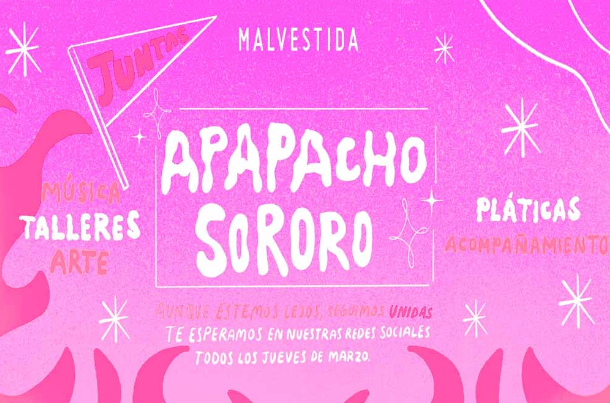 MALVESTIDA
JUNTAS
APAPACHO
SORORO
MÚSICA
TALLERES
ARTE
PLÁTICAS
ACOMPAÑAMIENTO
AUNQUE ESTEMOS LEJOS, SEGUIMOS UNIDAS
TE ESPERAMOS EN NUESTRAS REDES SOCIALES
TODOS LOS JUEVES DE MARZO.